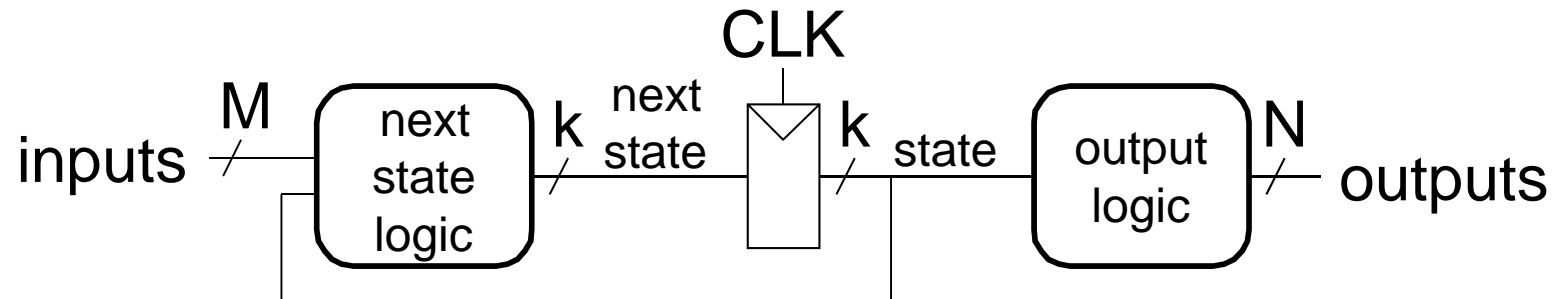 CLK
inputs
M
next
state
logic
k
next
state
k
state
output
logic
N
outputs